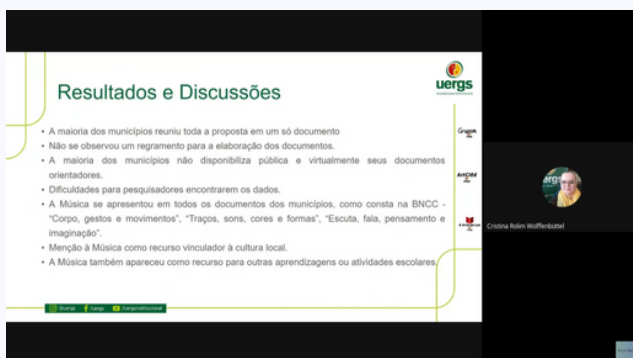 uergs
Resultados e Discussões
• A maioria dos municípios reuniu toda a proposta em um só documento
• Não se observou um regramento para a elaboração dos documentos.
• A maioria dos municípios não disponibiliza pública e virtualmente seus documentos
orientadores.
• Dificuldades para pesquisadores encontrarem os dados.
• A Música se apresentou em todos os documentos dos municípios, como consta na BNCC -
“Corpo, gestos e movimentos”, “Traços, sons, cores e formas”, “Escuta, fala, pensamento e
imaginação”.
• Menção à Música como recurso vinculador à cultura local.
• A Música também apareceu como recurso para outras aprendizagens ou atividades escolares.
Cristina Rolim Wolffenbüttel